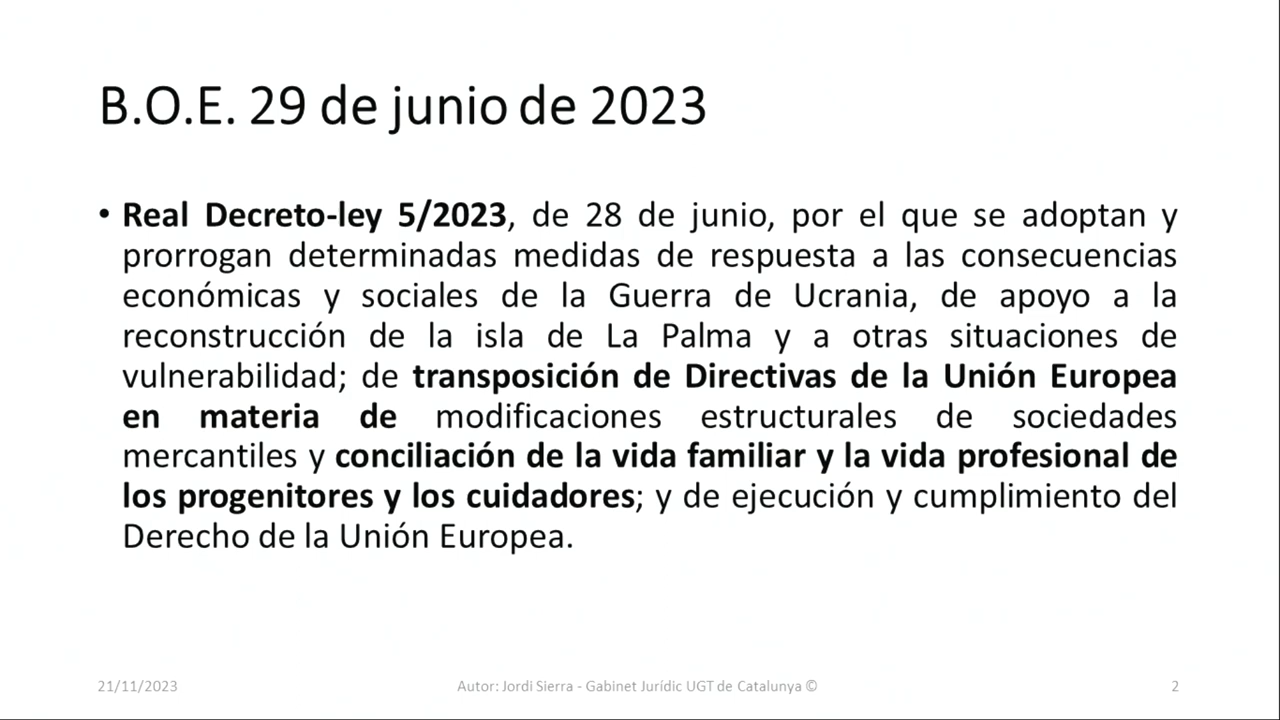 B.O.E. 29 de junio de 2023
• Real Decreto-ley 5/2023, de 28 de junio, por el que se adoptan y
prorrogan determinadas medidas de respuesta a las consecuencias
económicas y sociales de la Guerra de Ucrania, de apoyo a la
reconstrucción de la isla de La Palma y a otras situaciones de
vulnerabilidad; de transposición de Directivas de la Unión Europea
en materia de modificaciones estructurales de sociedades
mercantiles y conciliación de la vida familiar y la vida profesional de
los progenitores y los cuidadores; y de ejecución y cumplimiento del
Derecho de la Unión Europea.
21/11/2023 Autor: Jordi Sierra - Gabinet Jurídic UGT de Catalunya © 2